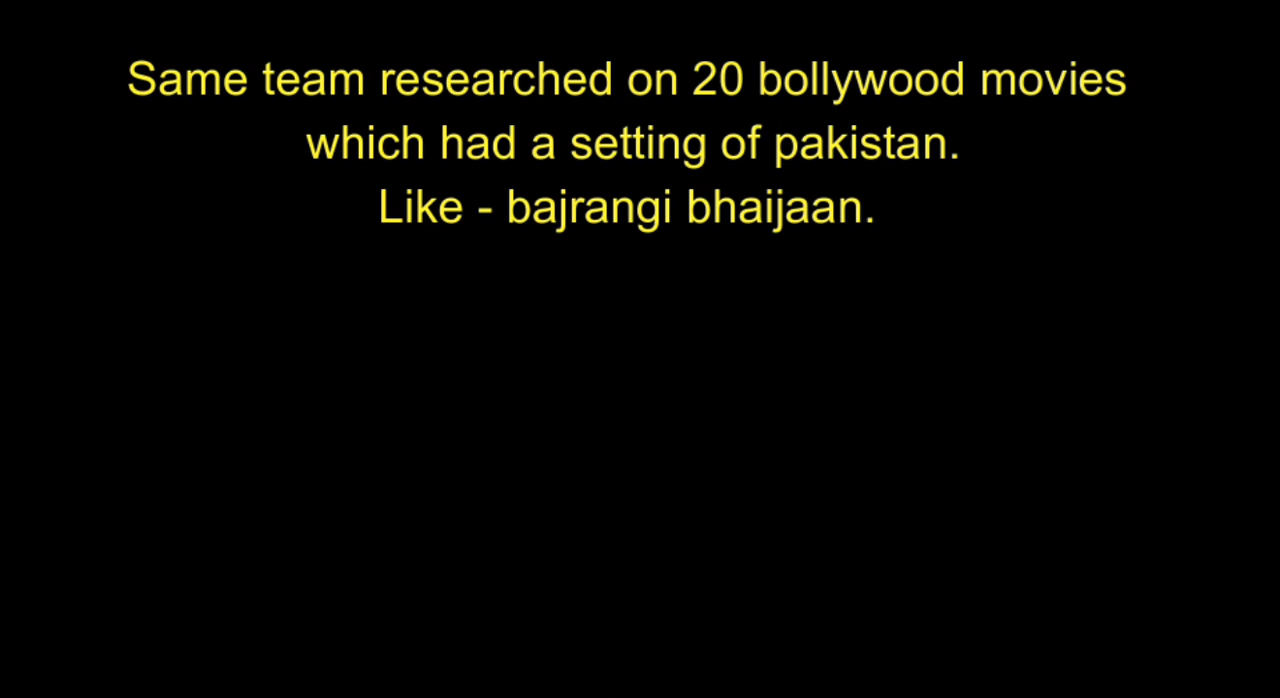 Same team researched on 20 bollywood movies
which had a setting of pakistan.
Like - bajrangi bhaijaan.